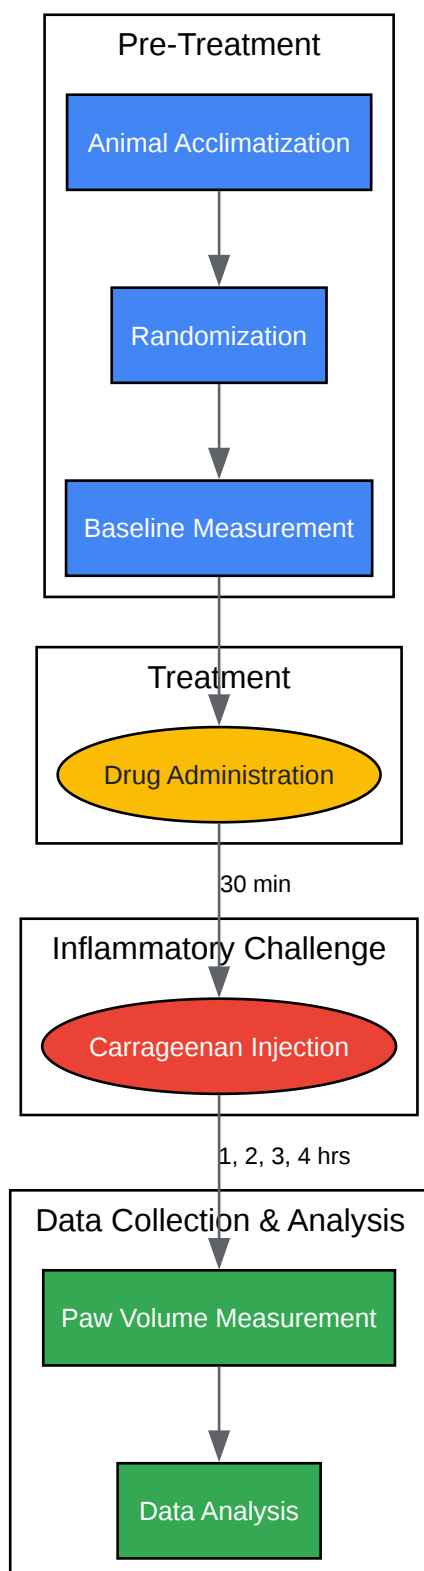 Pre-Treatment
Animal Acclimatization
Randomization
Baseline Measurement
Treatment
Drug Administration
30 min
Inflammatory Challenge
Carrageenan Injection
1, 2, 3, 4 hrs
Data Collection & Analysis
Paw Volume Measurement
Data Analysis